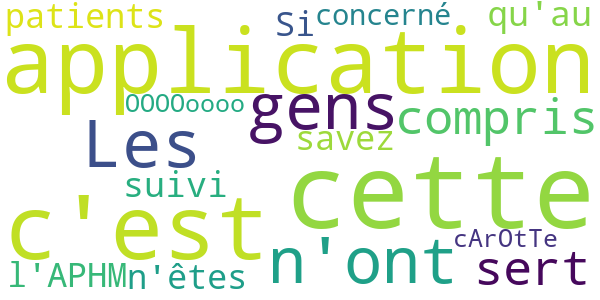 patients Si concerné qu'au
application
OOOOoooo gens compris
Les savez
suivi cette
c'est n'ont cArOtTe
l'APHM n'êtes sert